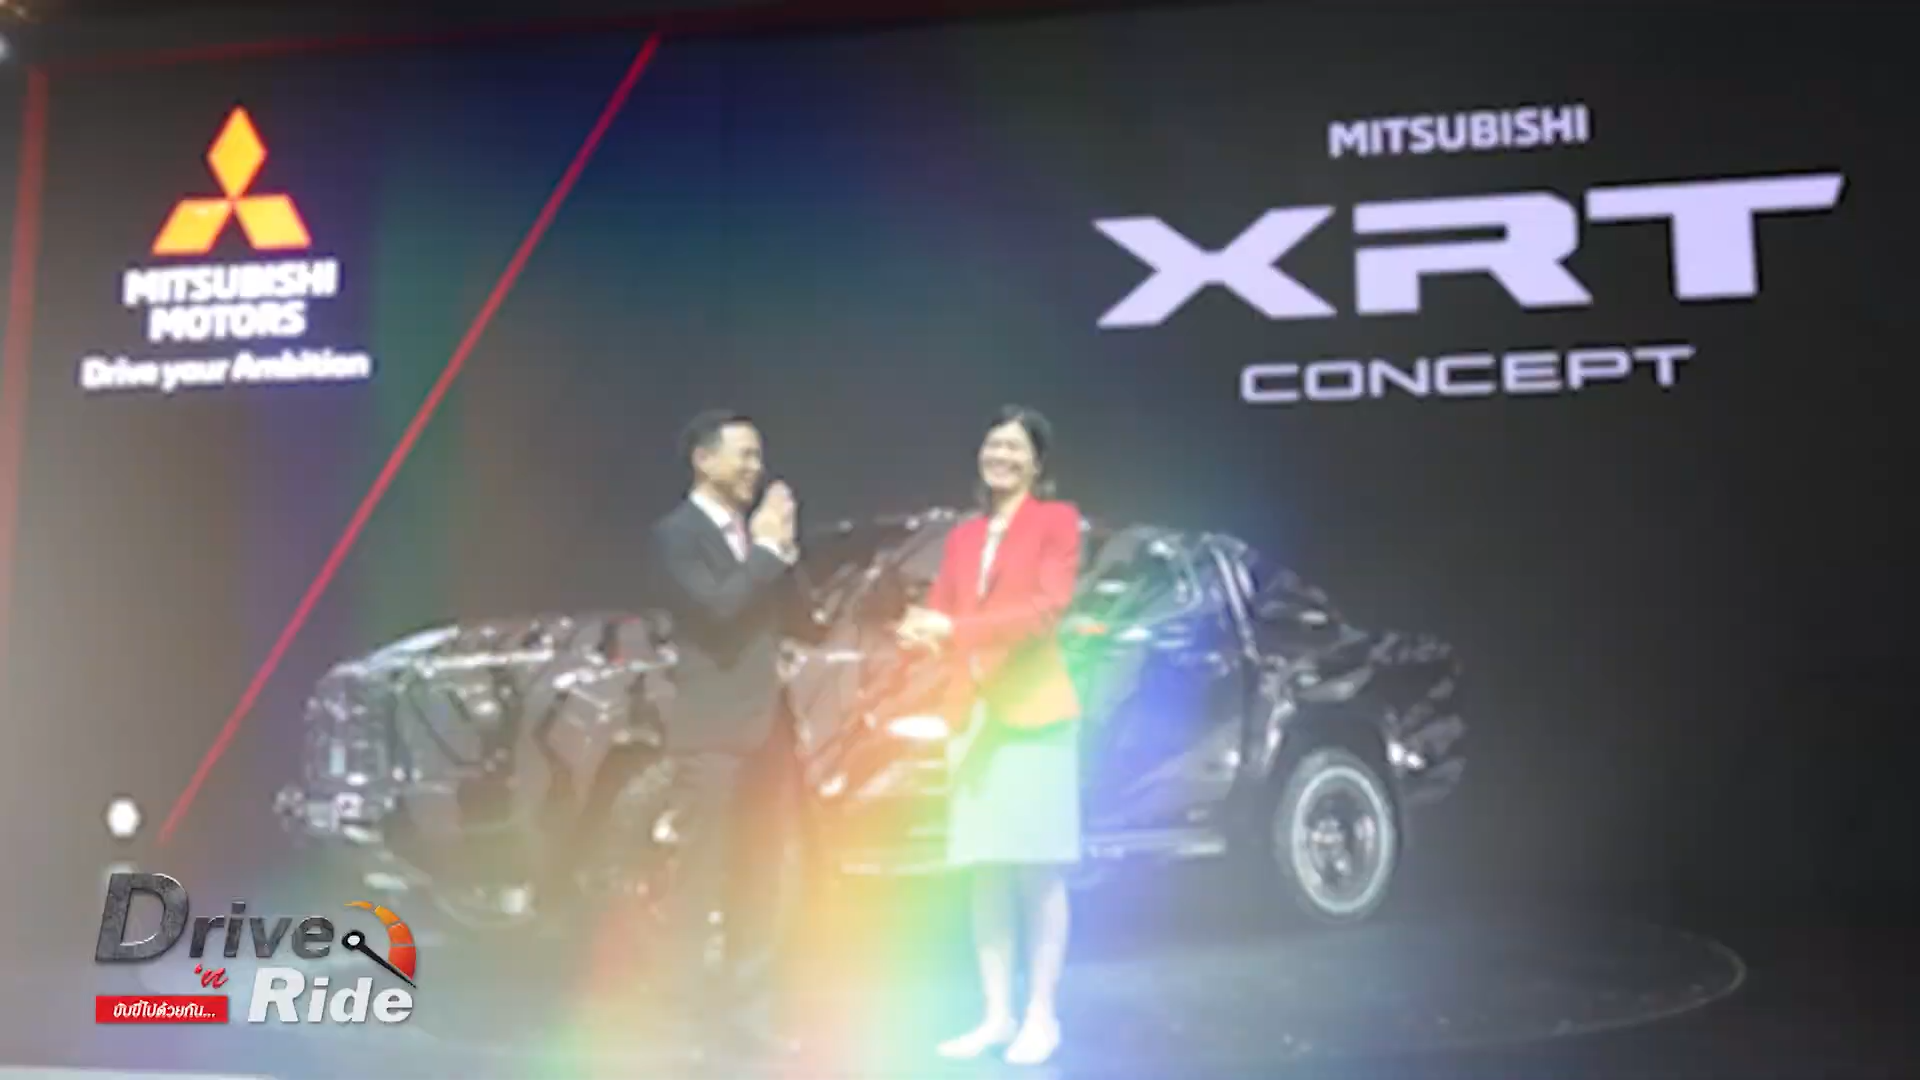 MITSUBISHI
MOTORS
Drive your Ambition
MITSUBISHI
XRT
CONCEPT
Drive
'n
Ride
ขับขี่ไปด้วยกัน...